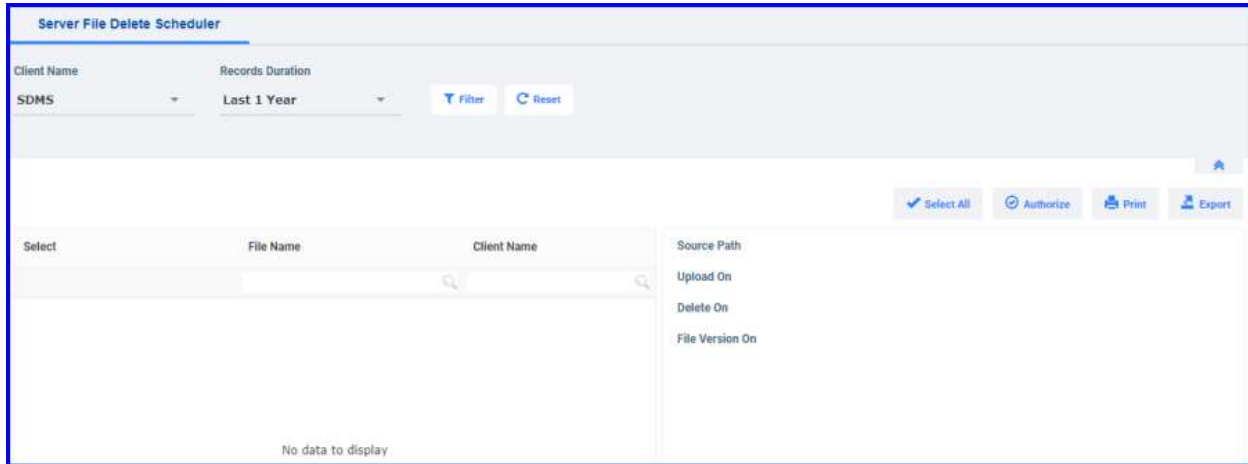 Server File Delete Scheduler
Client Name Records Duration
SDMS Last 1 Year Filter Reset
Select All Authorize Print Export
Select File Name Client Name
Source Path
Upload On
Delete On
File Version On
No data to display